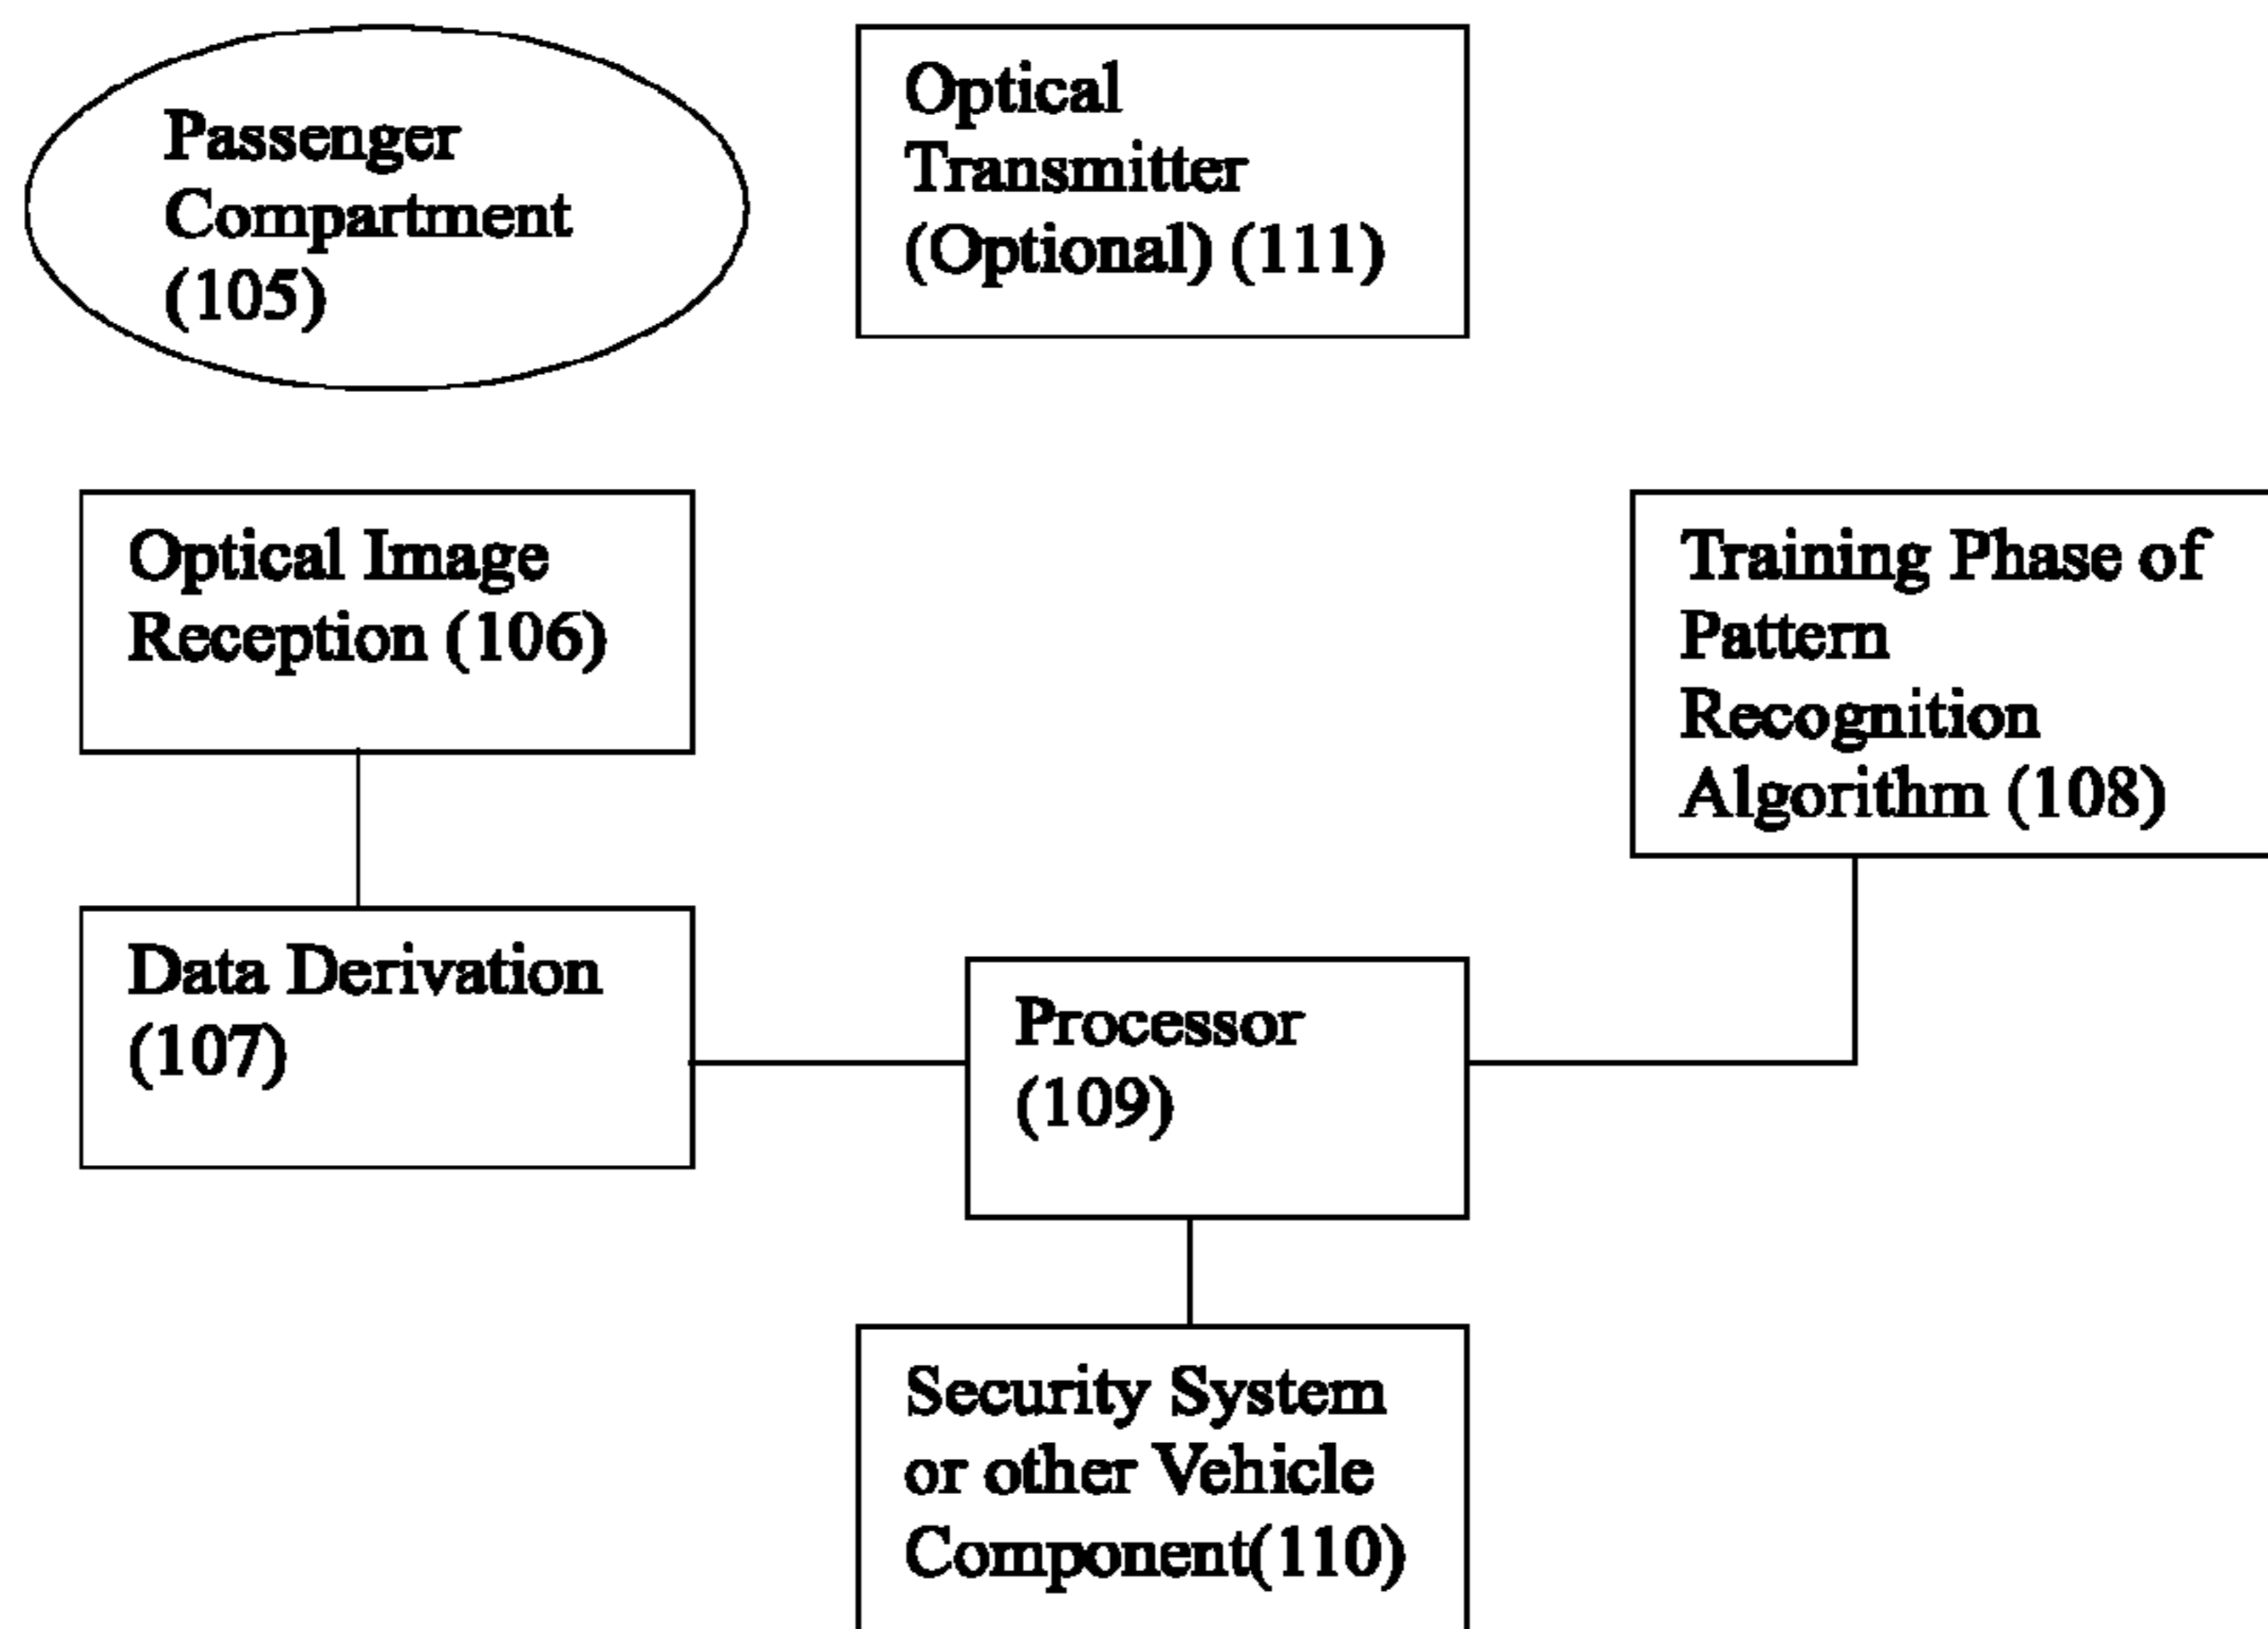 Passenger
Compartment
(105)
Optical
Transmitter
(Optional) (111)
Optical Image
Reception (106)
Training Phase of
Pattern
Recognition
Algorithm (108)
Data Derivation
(107)
Processor
(109)
Security System
or other Vehicle
Component(110)